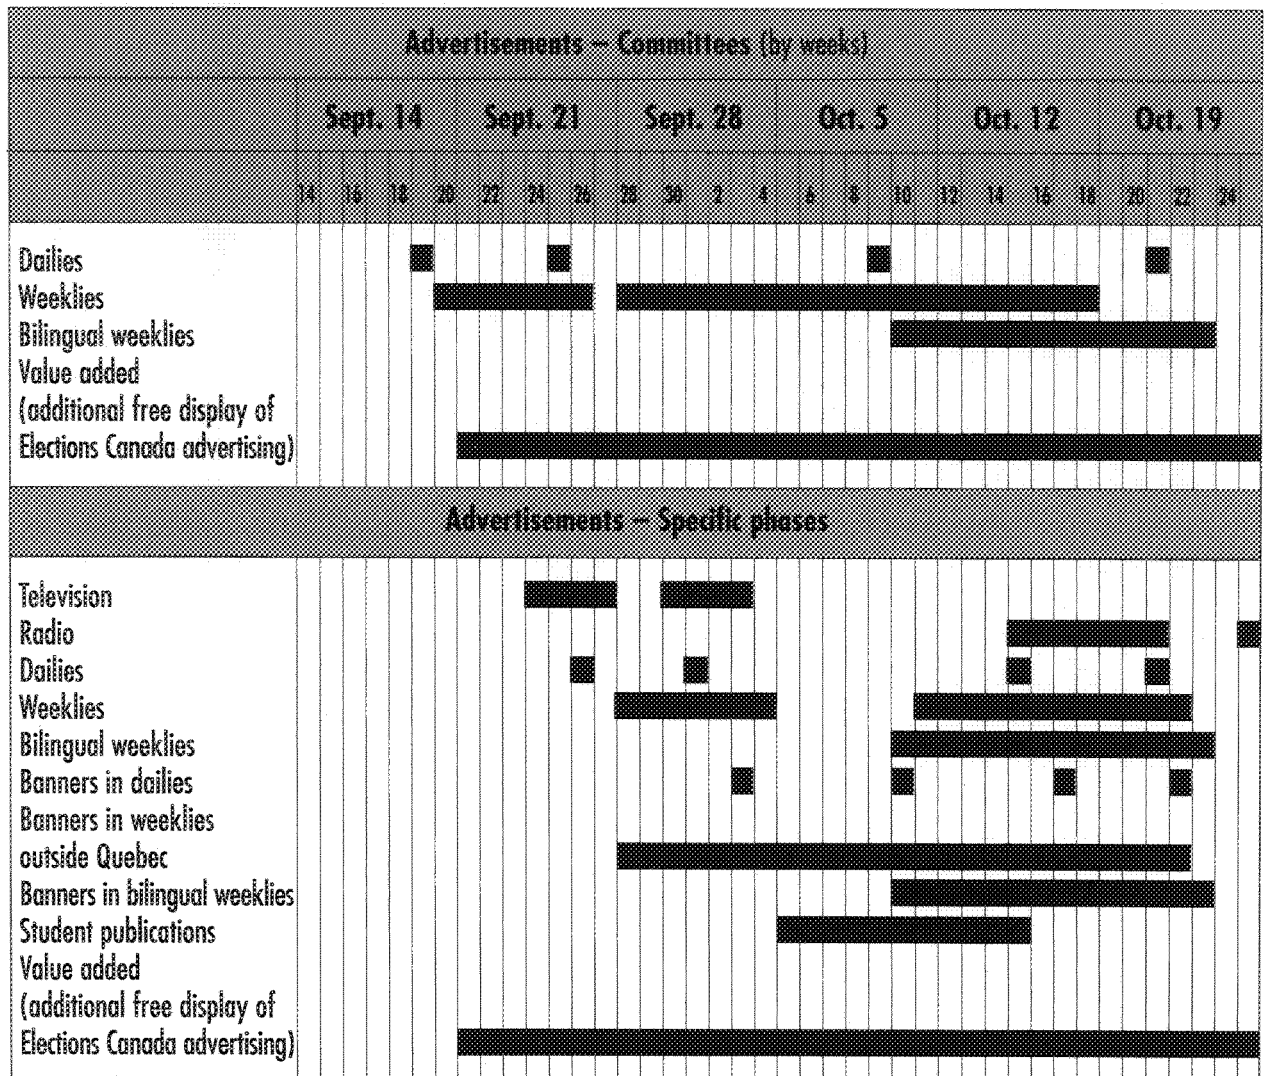 Advertisements – Committees (by weeks)
Sept. 14 Sept. 21 Sept. 28 Oct. 5 Oct. 12 Oct. 19
14 16 18 20 22 24 26 28 30 2 4 6 8 10 12 14 16 18 20 22 24
Dailies
Weeklies
Bilingual weeklies
Value added
(additional free display of
Elections Canada advertising)
Advertisements – Specific phases
Television
Radio
Dailies
Weeklies
Bilingual weeklies
Banners in dailies
Banners in weeklies
outside Quebec
Banners in bilingual weeklies
Student publications
Value added
(additional free display of
Elections Canada advertising)